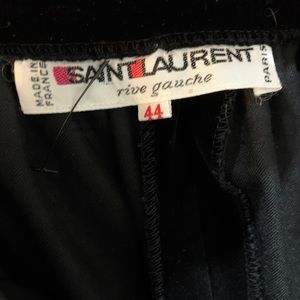 MADE IN
FRANCE
SAINT LAURENT
rive gauche
PARIS
44